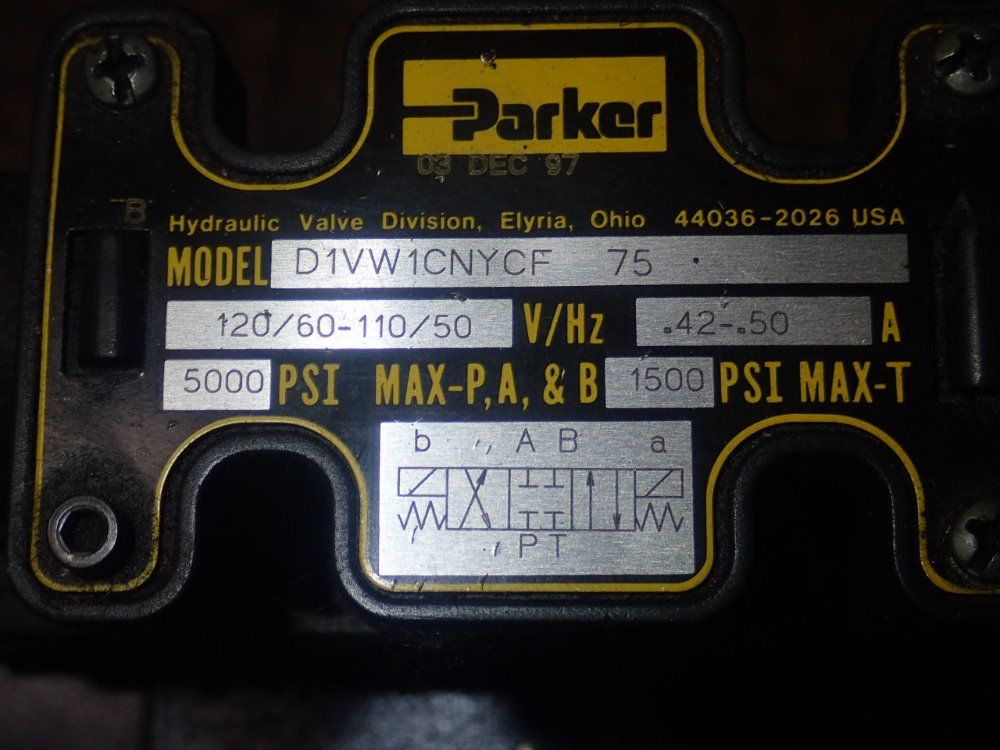 Parker
03 DEC 97
B
A
Hydraulic Valve Division, Elyria, Ohio 44036-2026 USA
MODEL D1VW1CNYCF 75
120/60-110/50 V/Hz .42-.50 A
5000 PSI MAX-P,A, & B 1500 PSI MAX-T
b A B a
P T